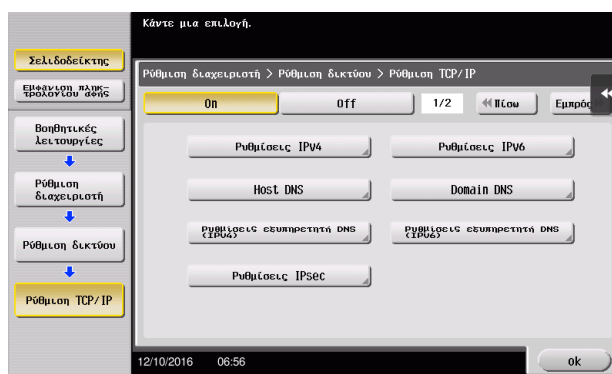 Κάντε μια επιλογή.
Σελιδοδείκτης
Εμφάνιση πληκ-
τρολογίου αφής
Βοηθητικές
λειτουργίες
Ρύθμιση
διαχειριστή
Ρύθμιση δικτύου
Ρύθμιση TCP/IP
Ρύθμιση διαχειριστή > Ρύθμιση δικτύου > Ρύθμιση TCP/IP
On
Off
1/2
Πίσω
Εμπρός
Ρυθμίσεις IPv4
Ρυθμίσεις IPv6
Host DNS
Domain DNS
Ρυθμίσεις εξυπηρετητή DNS
(IPv4)
Ρυθμίσεις εξυπηρετητή DNS
(IPv6)
Ρυθμίσεις IPsec
12/10/2016 06:56
ok